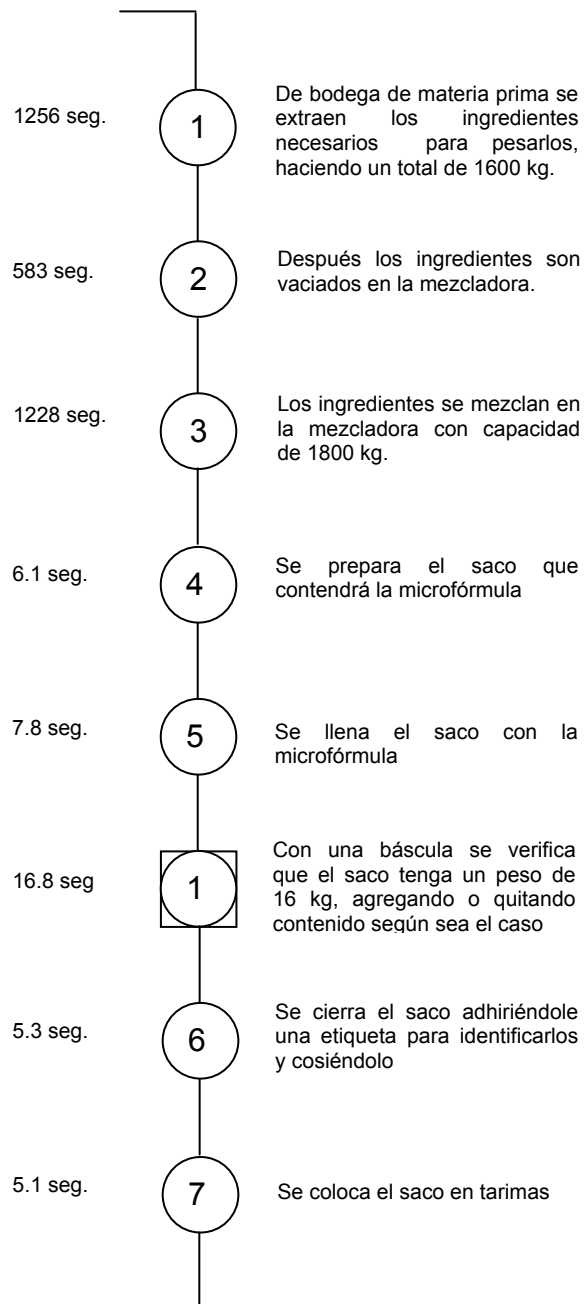 1256 seg.
1
De bodega de materia prima se
extraen los ingredientes
necesarios para pesarlos,
haciendo un total de 1600 kg.
583 seg.
2
Después los ingredientes son
vaciados en la mezcladora.
1228 seg.
3
Los ingredientes se mezclan en
la mezcladora con capacidad
de 1800 kg.
6.1 seg.
4
Se prepara el saco que
contendrá la microfórmula
7.8 seg.
5
Se llena el saco con la
microfórmula
16.8 seg
1
Con una báscula se verifica
que el saco tenga un peso de
16 kg, agregando o quitando
contenido según sea el caso
5.3 seg.
6
Se cierra el saco adhiriéndole
una etiqueta para identificarlos
y cosiéndolo
5.1 seg.
7
Se coloca el saco en tarimas